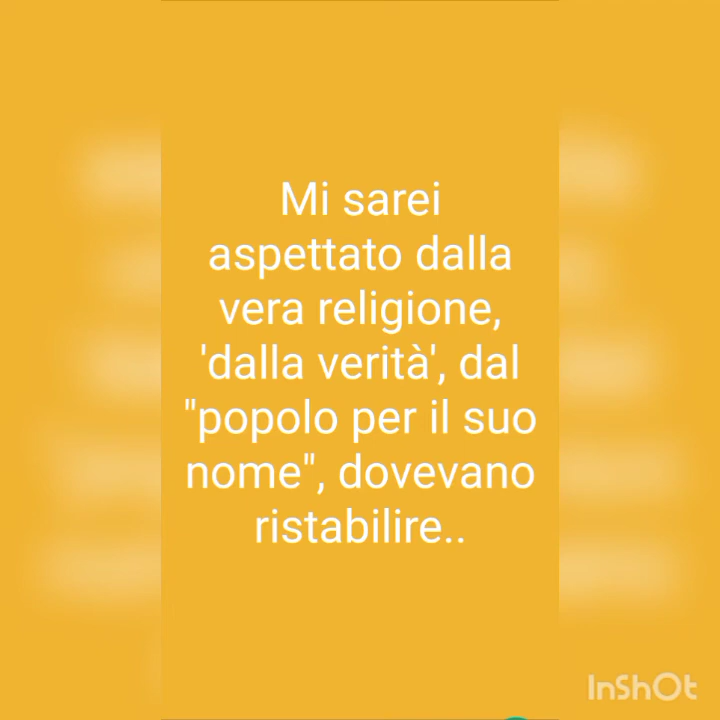 Mi sarei
aspettato dalla
vera religione,
'dalla verità', dal
"popolo per il suo
nome", dovevano
ristabilire..
InShOt